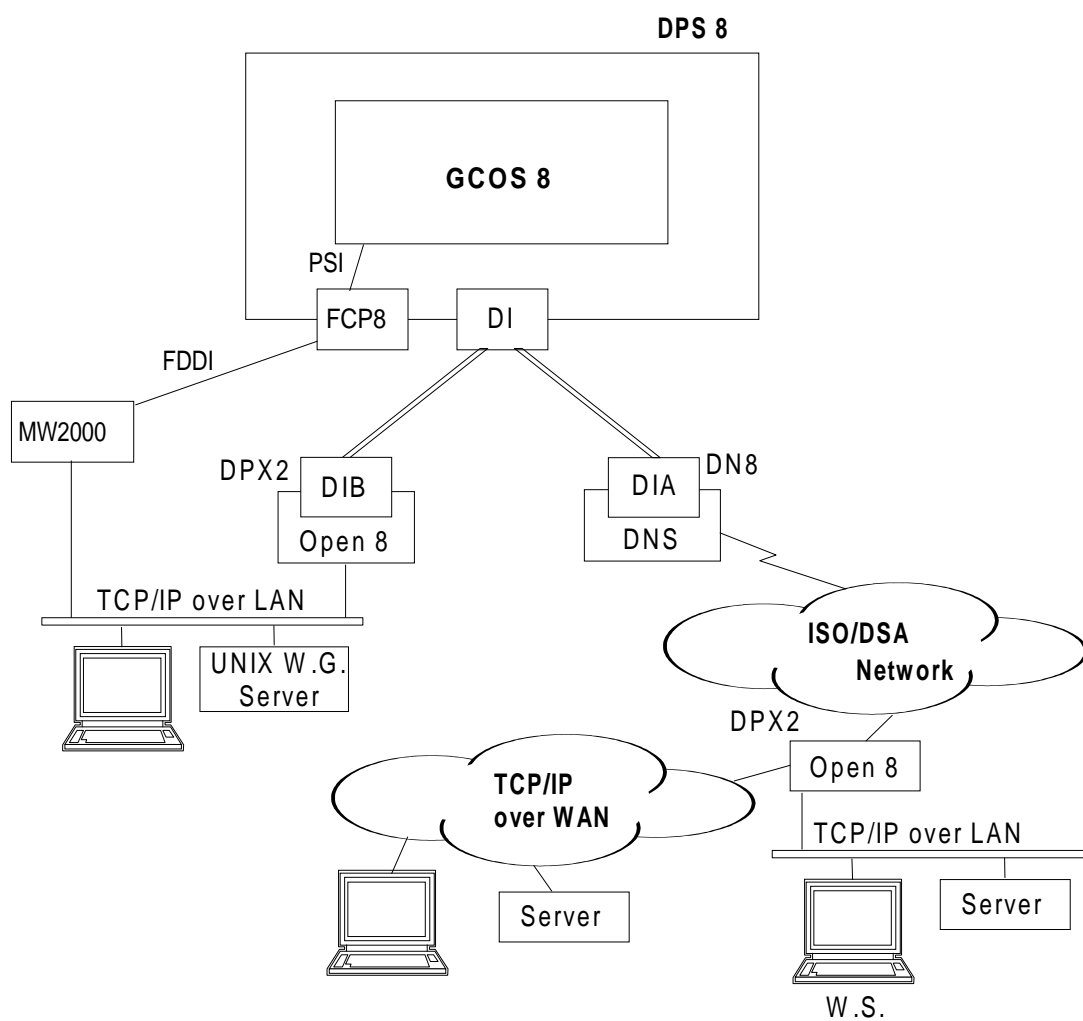 DPS 8
GCOS 8
PSI
FCP8
DI
FDDI
MW2000
DPX2
DIB
Open 8
DN8
DIA
DNS
TCP/IP over LAN
UNIX W.G.
Server
ISO/DSA
Network
DPX2
Open 8
TCP/IP
over WAN
TCP/IP over LAN
Server
Server
W.S.